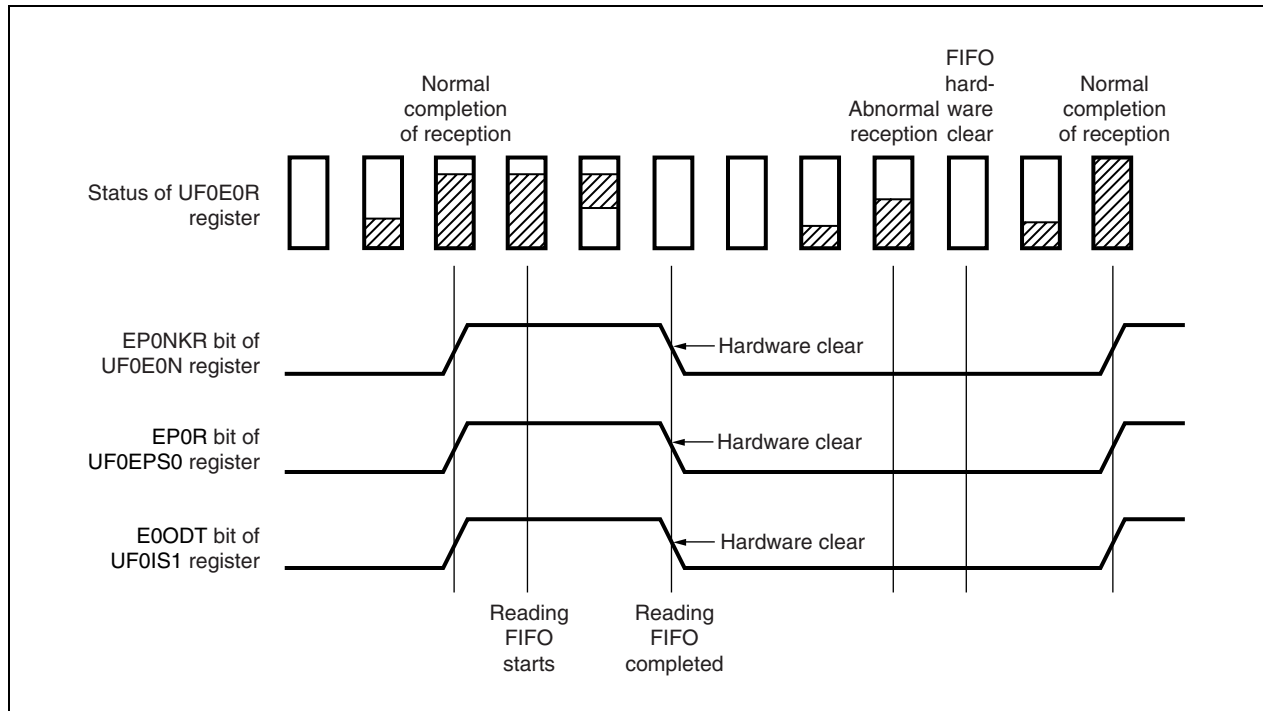 Normal
completion
of reception
Abnormal
reception
FIFO
hard-
ware
clear
Normal
completion
of reception
Status of UF0E0R
register
EP0NKR bit of
UF0E0N register
Hardware clear
EP0R bit of
UF0EPS0 register
Hardware clear
E0ODT bit of
UF0IS1 register
Hardware clear
Reading
FIFO
starts
Reading
FIFO
completed